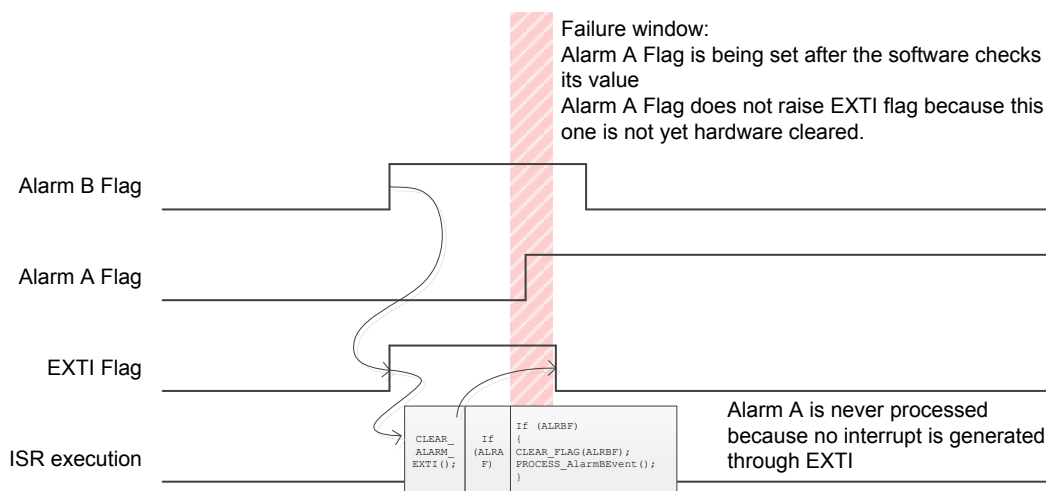 Failure window:
Alarm A Flag is being set after the software checks
its value
Alarm A Flag does not raise EXTI flag because this
one is not yet hardware cleared.
Alarm B Flag
Alarm A Flag
EXTI Flag
ISR execution
CLEAR_
ALARM_
EXTI();
If
(ALRA
F)
If (ALRBF)
{
CLEAR_FLAG(ALRBF);
PROCESS_AlarmBEvent();
}
Alarm A is never processed
because no interrupt is generated
through EXTI